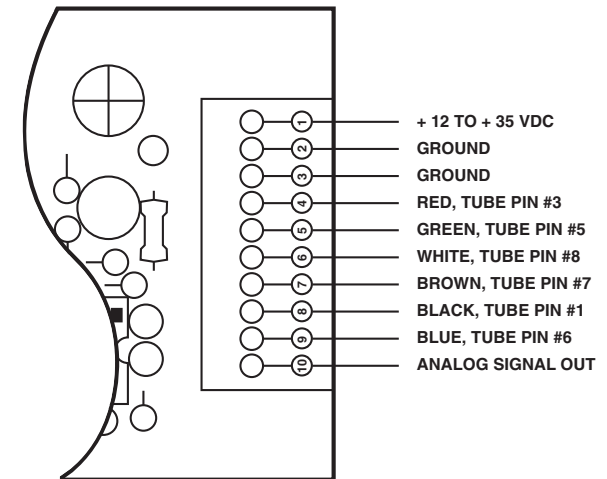 1 + 12 TO + 35 VDC
2 GROUND
3 GROUND
4 RED, TUBE PIN #3
5 GREEN, TUBE PIN #5
6 WHITE, TUBE PIN #8
7 BROWN, TUBE PIN #7
8 BLACK, TUBE PIN #1
9 BLUE, TUBE PIN #6
10 ANALOG SIGNAL OUT